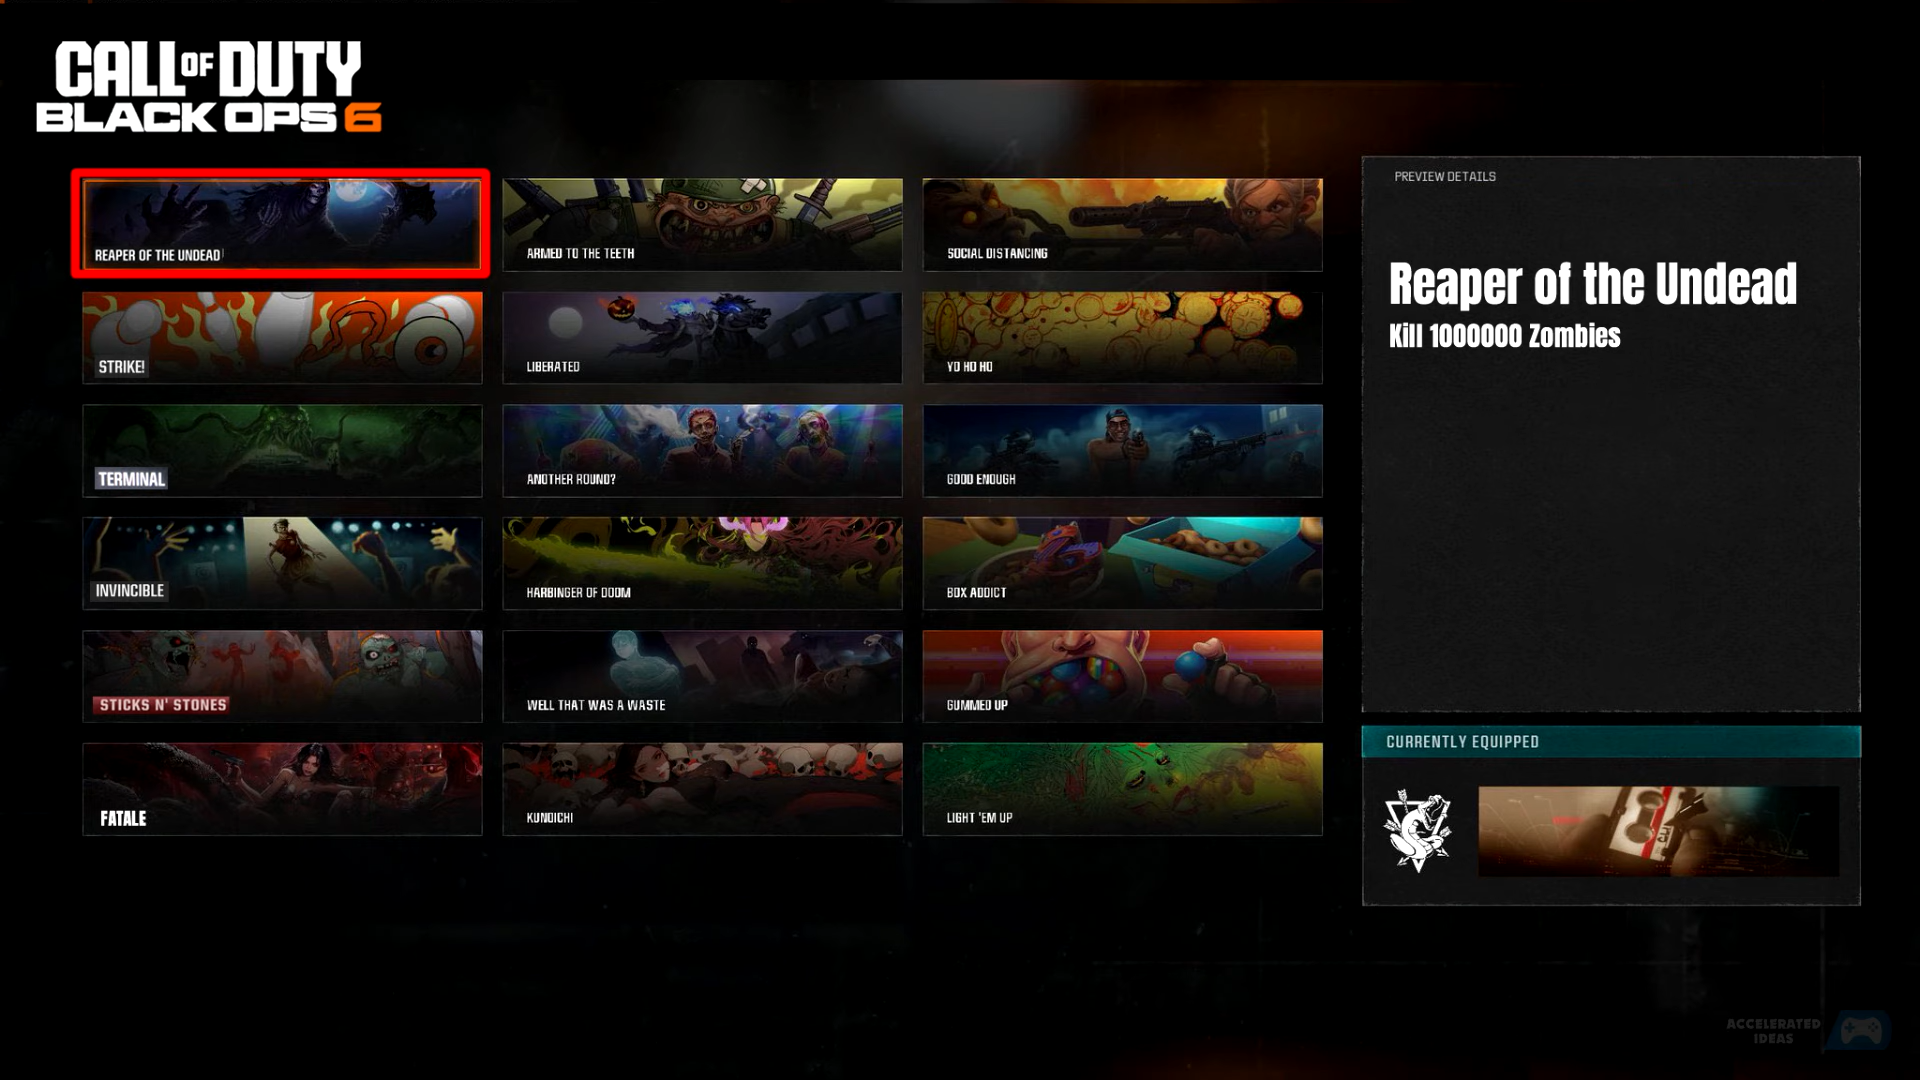 CALL OF DUTY
BLACK OPS 6
PREVIEW DETAILS
REAPER OF THE UNDEAD
ARMED TO THE TEETH
SOCIAL DISTANCING
Reaper of the Undead
Kill 1000000 Zombies
STRIKE!
LIBERATED
YO HO HO
TERMINAL
ANOTHER ROUND?
GOOD ENOUGH
INVINCIBLE
HARBINGER OF DOOM
BOX ADDICT
STICKS N' STONES
WELL THAT WAS A WASTE
GUMMED UP
CURRENTLY EQUIPPED
FATALE
KUNOICHI
LIGHT 'EM UP
ACCELERATED
IDEAS